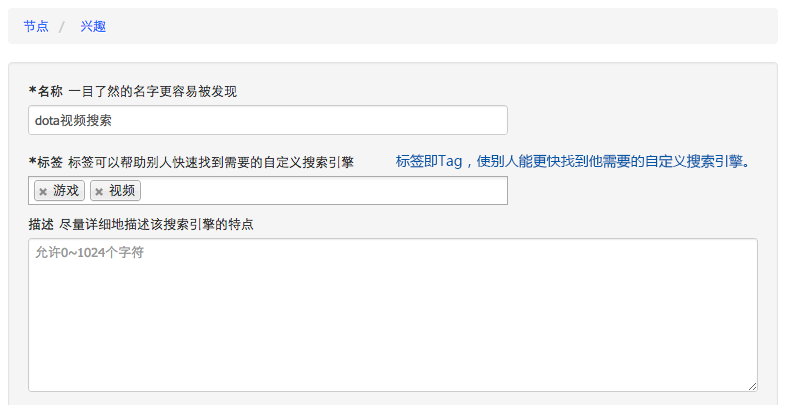 节点 / 兴趣
*名称 一目了然的名字更容易被发现
dota视频搜索
*标签 标签可以帮助别人快速找到需要的自定义搜索引擎 标签即Tag，使别人能更快找到他需要的自定义搜索引擎。
× 游戏 × 视频
描述 尽量详细地描述该搜索引擎的特点
允许0~1024个字符